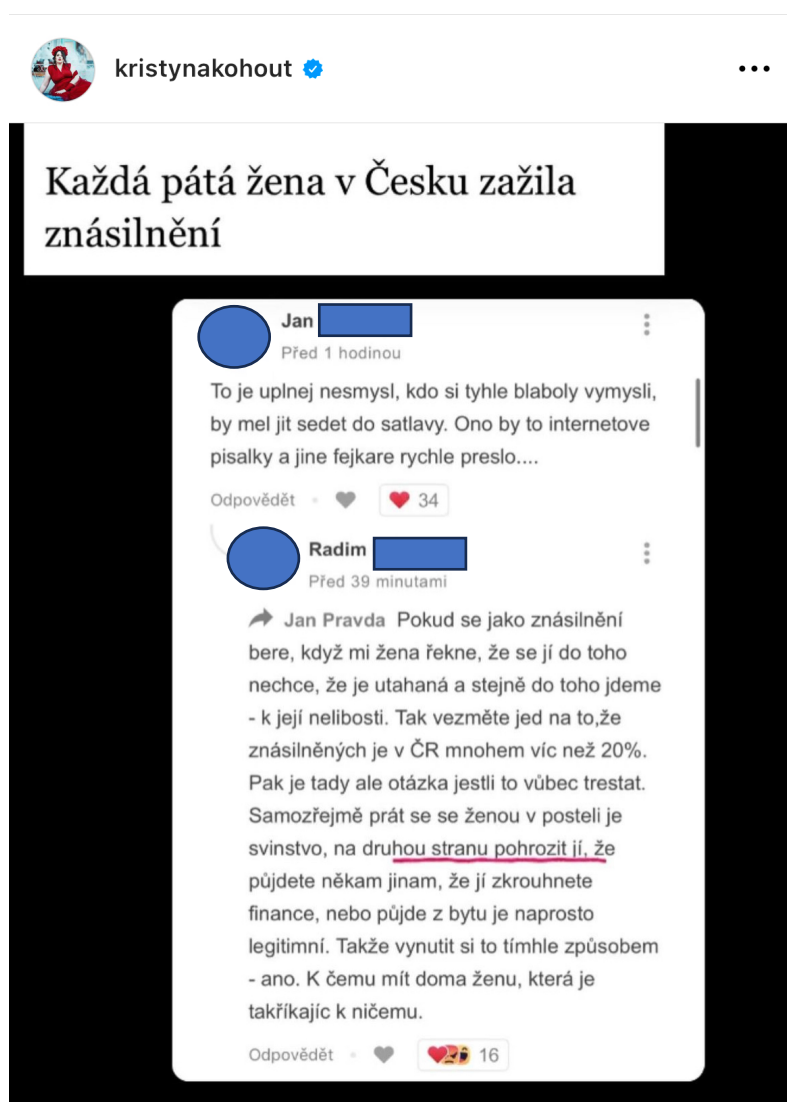 kristynakohout
Každá pátá žena v Česku zažila
znásilnění
Jan
Před 1 hodinou
To je uplnej nesmysl, kdo si tyhle blaboly vymysli,
by mel jit sedet do satlavy. Ono by to internetove
pisalky a jine fejkare rychle preslo....
Odpovědět
34
Radim
Před 39 minutami
Jan Pravda Pokud se jako znásilnění
bere, když mi žena řekne, že se jí do toho
nechce, že je utahaná a stejně do toho jdeme
- k její nelibosti. Tak vezměte jed na to,že
znásilněných je v ČR mnohem víc než 20%.
Pak je tady ale otázka jestli to vůbec trestat.
Samozřejmě prát se se ženou v posteli je
svinstvo, na druhou stranu pohrozit jí, že
půjdete někam jinam, že jí zkrouhnete
finance, nebo půjde z bytu je naprosto
legitimní. Takže vynutit si to tímhle způsobem
- ano. K čemu mít doma ženu, která je
takříkajíc k ničemu.
Odpovědět
16